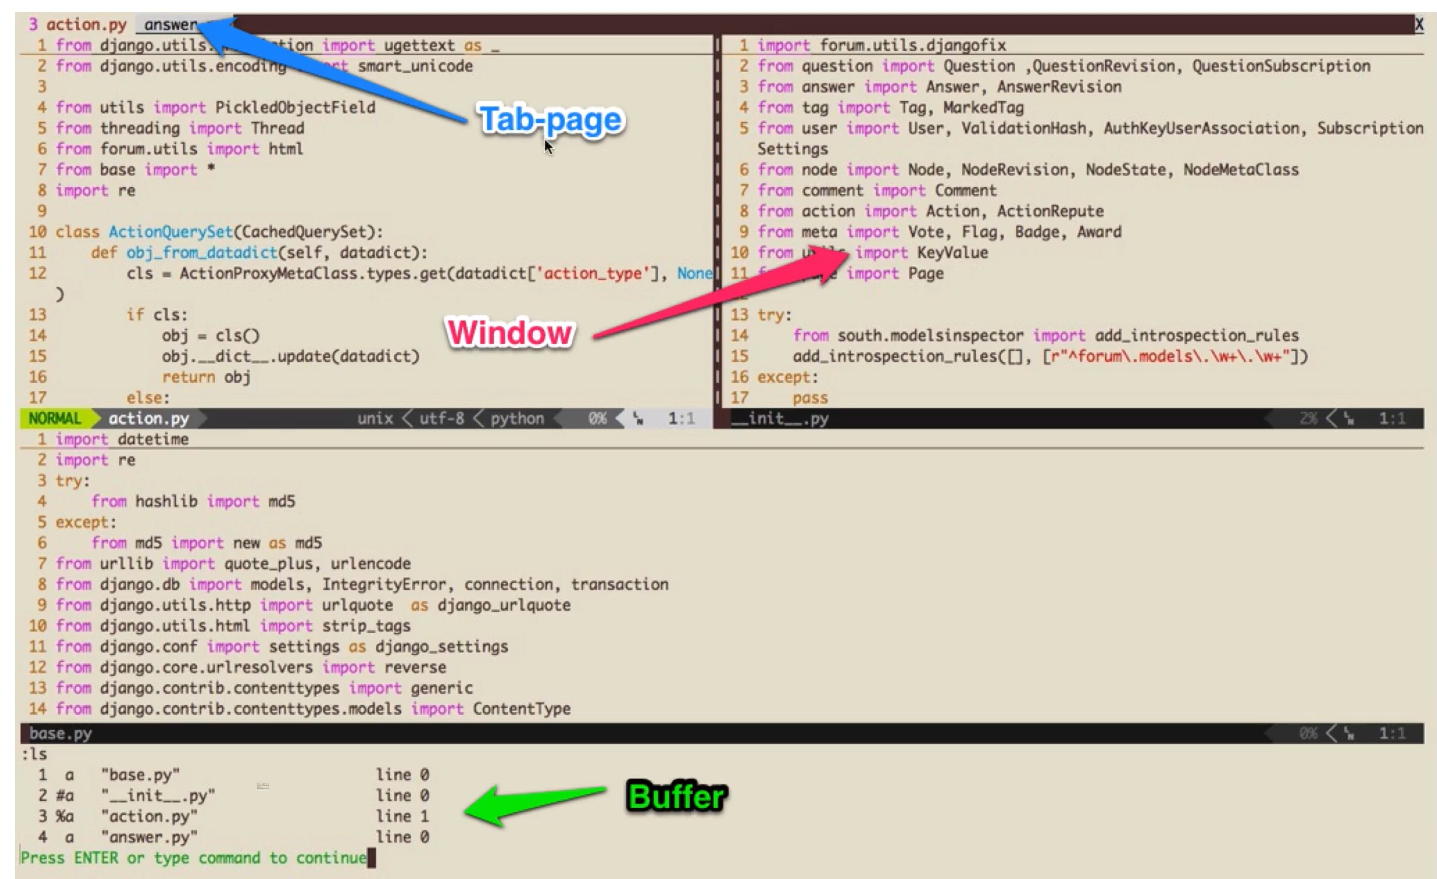 3 action.py answer
X
1 from django.utils. import ugettext as _
2 from django.utils.encoding import smart_unicode
3
4 from utils import PickledObjectField
5 from threading import Thread
6 from forum.utils import html
7 from base import *
8 import re
9
10 class ActionQuerySet(CachedQuerySet):
11 def obj_from_datadict(self, datadict):
12 cls = ActionProxyMetaClass.types.get(datadict['action_type'], None
)
13 if cls:
14 obj = cls()
15 obj.__dict__.update(datadict)
16 return obj
17 else:
NORMAL action.py unix < utf-8 < python 0% < 1:1
Tab-page
Window
1 import forum.utils.djangofix
2 from question import Question ,QuestionRevision, QuestionSubscription
3 from answer import Answer, AnswerRevision
4 from tag import Tag, MarkedTag
5 from user import User, ValidationHash, AuthKeyUserAssociation, Subscription
Settings
6 from node import Node, NodeRevision, NodeState, NodeMetaClass
7 from comment import Comment
8 from action import Action, ActionRepute
9 from meta import Vote, Flag, Badge, Award
10 from utils import KeyValue
11 import Page
13 try:
14 from south.modelsinspector import add_introspection_rules
15 add_introspection_rules([], [r"^forum\.models\.\w+\.\w+"])
16 except:
17 pass
__init__.py 2% < 1:1
1 import datetime
2 import re
3 try:
4 from hashlib import md5
5 except:
6 from md5 import new as md5
7 from urllib import quote_plus, urlencode
8 from django.db import models, IntegrityError, connection, transaction
9 from django.utils.http import urlquote as django_urlquote
10 from django.utils.html import strip_tags
11 from django.conf import settings as django_settings
12 from django.core.urlresolvers import reverse
13 from django.contrib.contenttypes import generic
14 from django.contrib.contenttypes.models import ContentType
base.py 0% < 1:1
:ls
1 a "base.py" line 0
2 #a "__init__.py" line 0
3 %a "action.py" line 1
4 a "answer.py" line 0
Press ENTER or type command to continue
Buffer